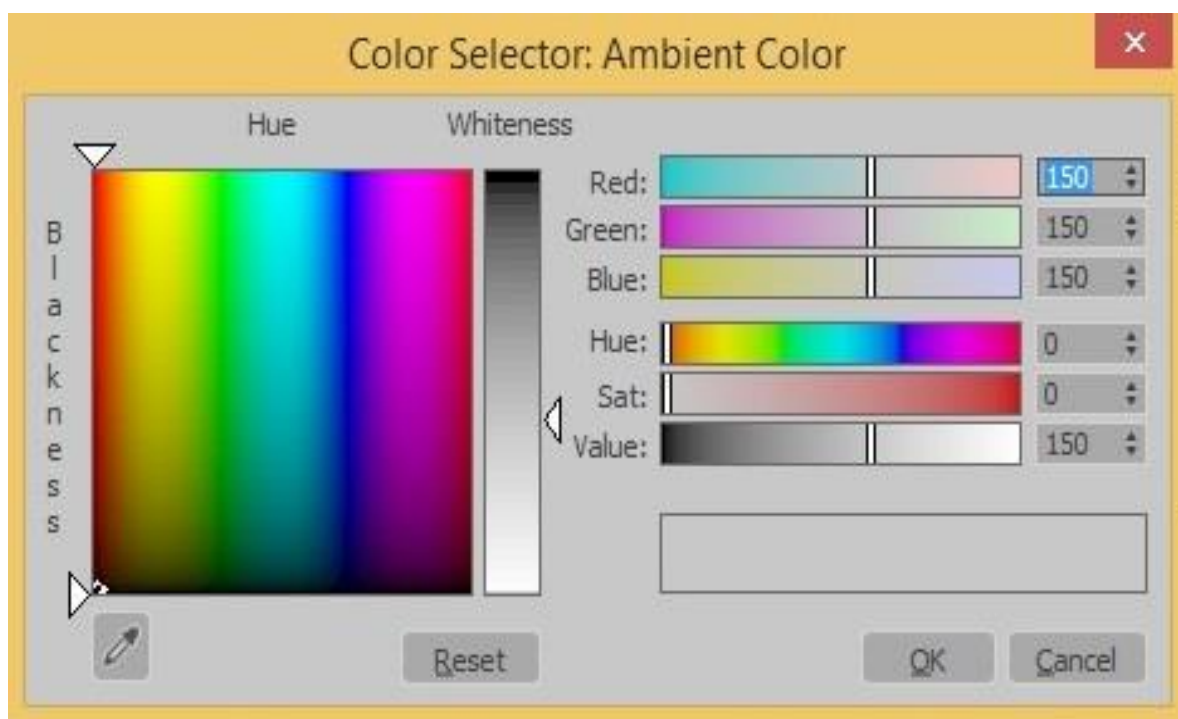 Color Selector: Ambient Color
Hue Whiteness
Blackness
Red: 150
Green: 150
Blue: 150
Hue: 0
Sat: 0
Value: 150
Reset OK Cancel